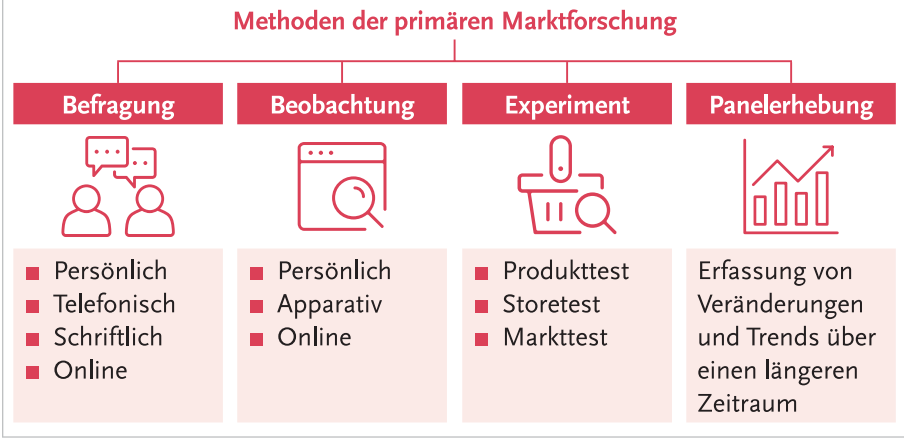 Methoden der primären Marktforschung
Befragung
Persönlich
Telefonisch
Schriftlich
Online
Beobachtung
Persönlich
Apparativ
Online
Experiment
Produkttest
Storetest
Markttest
Panelerhebung
Erfassung von
Veränderungen
und Trends über
einen längeren
Zeitraum